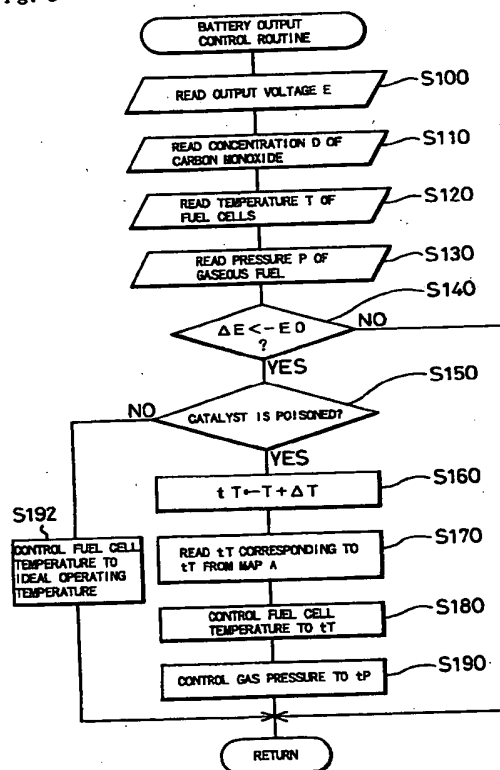 BATTERY OUTPUT
CONTROL ROUTINE
S100
READ OUTPUT VOLTAGE E
S110
READ CONCENTRATION D OF
CARBON MONOXIDE
S120
READ TEMPERATURE T OF
FUEL CELLS
S130
READ PRESSURE P OF
GASEOUS FUEL
S140
ΔE<-E0
?
NO
YES
S150
NO
CATALYST IS POISONED?
YES
S160
tT←T+ΔT
S192
CONTROL FUEL CELL
TEMPERATURE TO
IDEAL OPERATING
TEMPERATURE
S170
READ tT CORRESPONDING TO
tT FROM MAP A
S180
CONTROL FUEL CELL
TEMPERATURE TO tT
S190
CONTROL GAS PRESSURE TO tP
RETURN